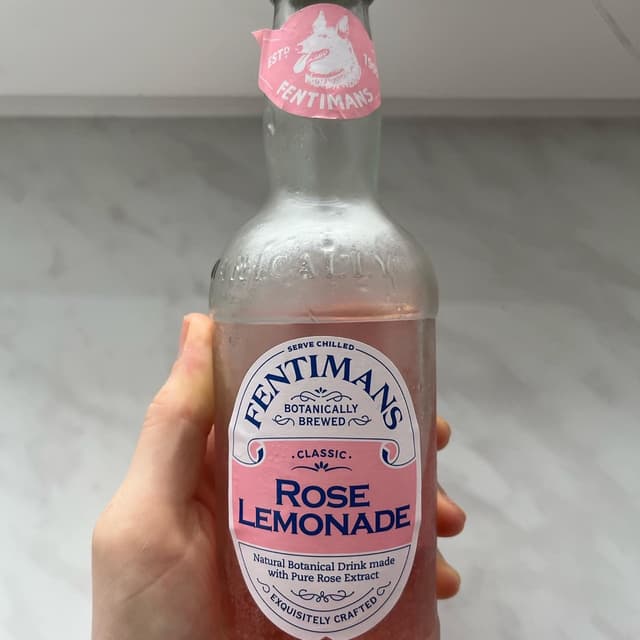 ESTD
FENTIMANS
NICALLY
SERVE CHILLED
FENTIMANS
BOTANICALLY
BREWED
CLASSIC
ROSE
LEMONADE
Natural Botanical Drink made
with Pure Rose Extract
EXQUISITELY CRAFTED